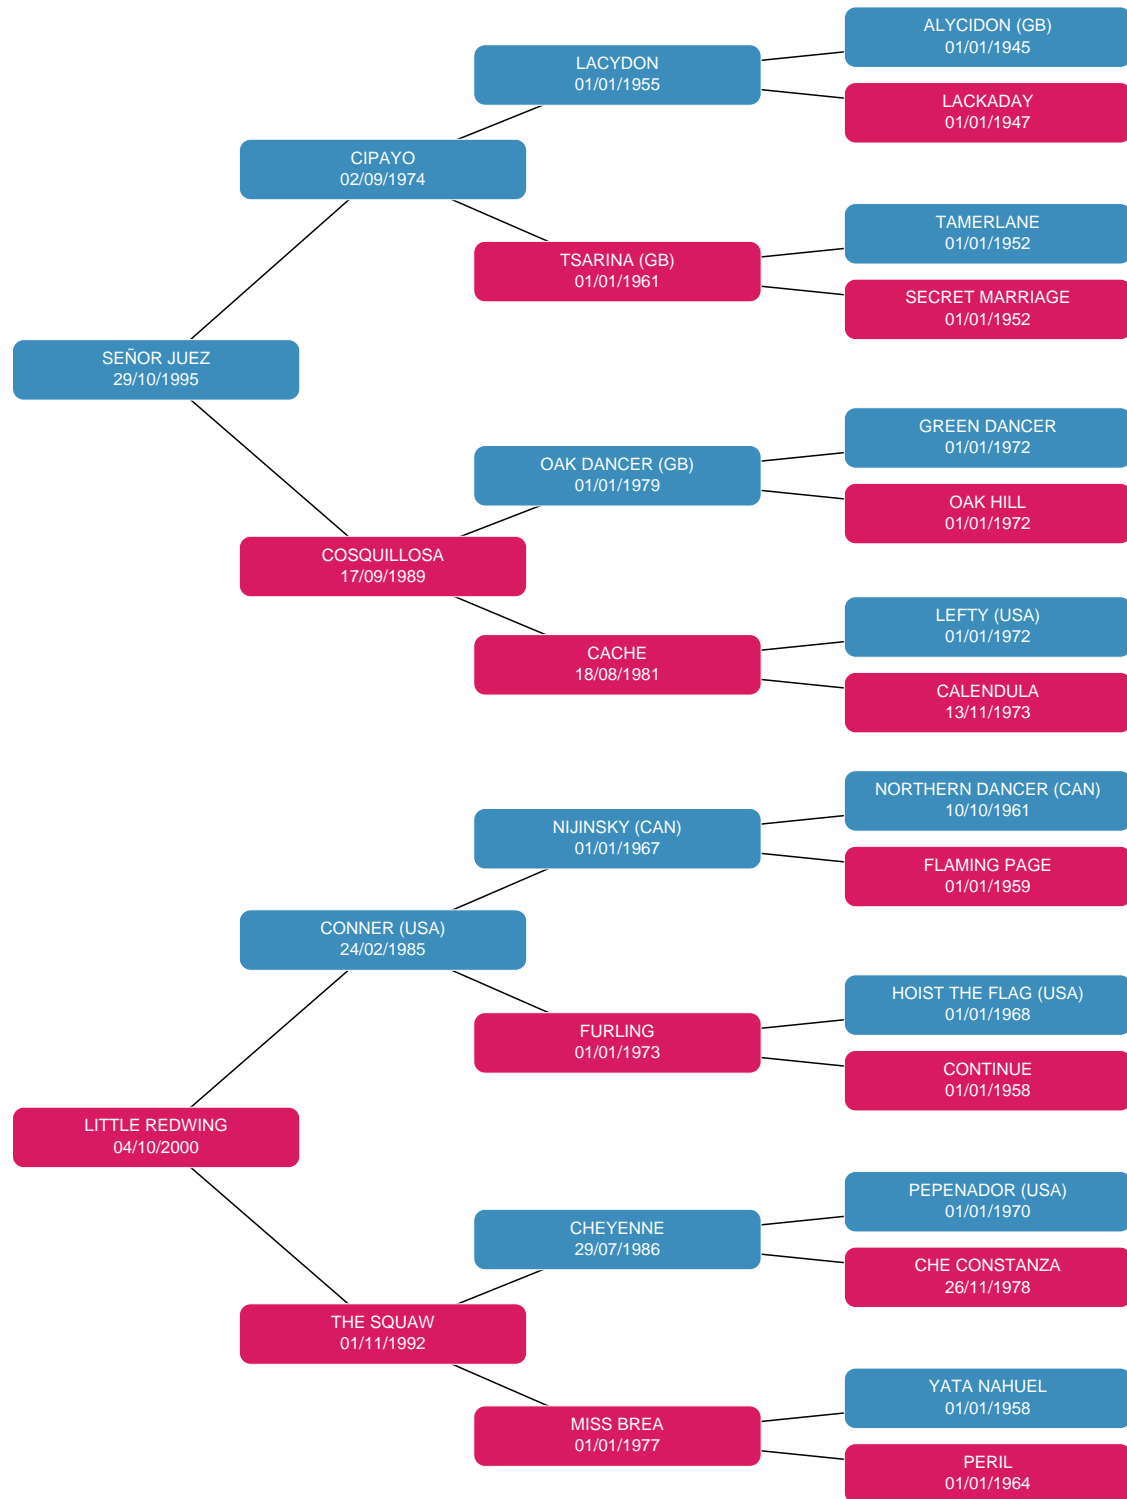 ALYCIDON (GB)
01/01/1945
LACYDON
01/01/1955
LACKADAY
01/01/1947
CIPAYO
02/09/1974
TAMERLANE
01/01/1952
TSARINA (GB)
01/01/1961
SECRET MARRIAGE
01/01/1952
SEÑOR JUEZ
29/10/1995
GREEN DANCER
01/01/1972
OAK DANCER (GB)
01/01/1979
OAK HILL
01/01/1972
COSQUILLOSA
17/09/1989
LEFTY (USA)
01/01/1972
CACHE
18/08/1981
CALENDULA
13/11/1973
NORTHERN DANCER (CAN)
10/10/1961
NIJINSKY (CAN)
01/01/1967
FLAMING PAGE
01/01/1959
CONNER (USA)
24/02/1985
HOIST THE FLAG (USA)
01/01/1968
FURLING
01/01/1973
CONTINUE
01/01/1958
LITTLE REDWING
04/10/2000
PEPENADOR (USA)
01/01/1970
CHEYENNE
29/07/1986
CHE CONSTANZA
26/11/1978
THE SQUAW
01/11/1992
YATA NAHUEL
01/01/1958
MISS BREA
01/01/1977
PERIL
01/01/1964